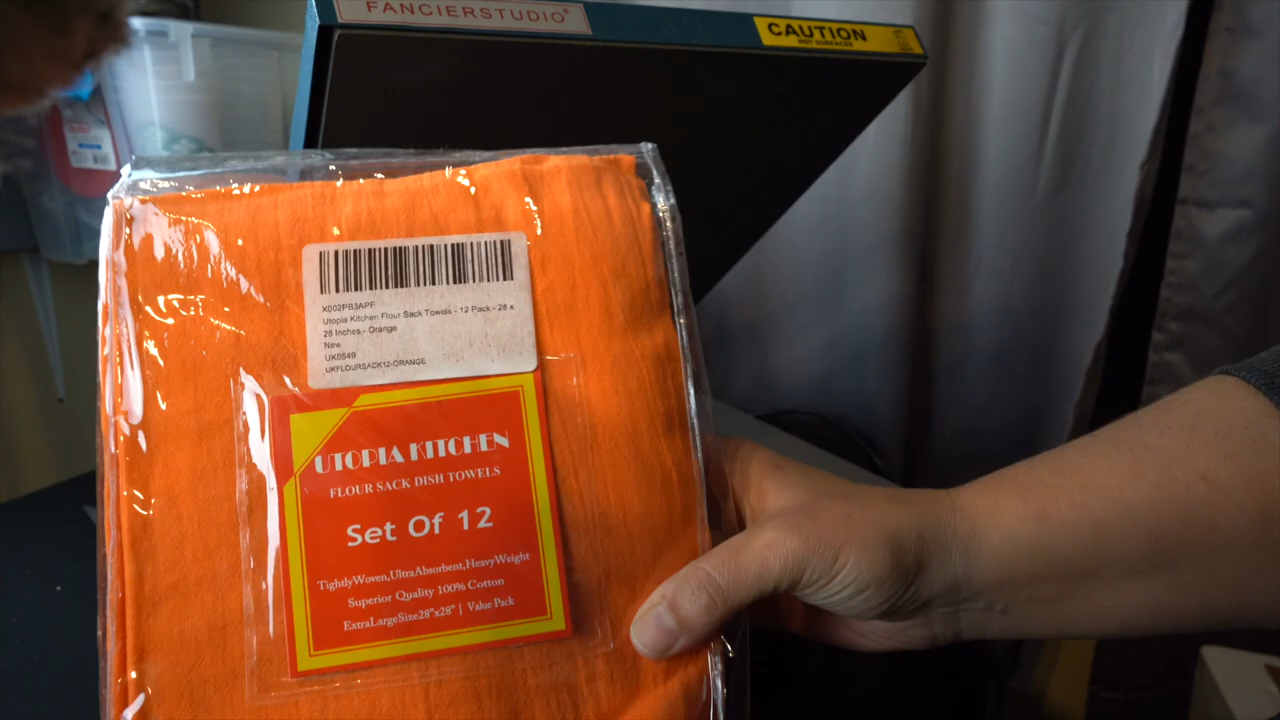 FANCIERSTUDIO®
CAUTION
HOT SURFACES
X002PB3APF
Utopia Kitchen Flour Sack Towels - 12 Pack - 28 x
28 Inches - Orange
New
UK0549
UKFLOURSACK12-ORANGE
UTOPIA KITCHEN
FLOUR SACK DISH TOWELS
Set Of 12
TightlyWoven,UltraAbsorbent,HeavyWeight
Superior Quality 100% Cotton
ExtraLargeSize28"x28" | Value Pack